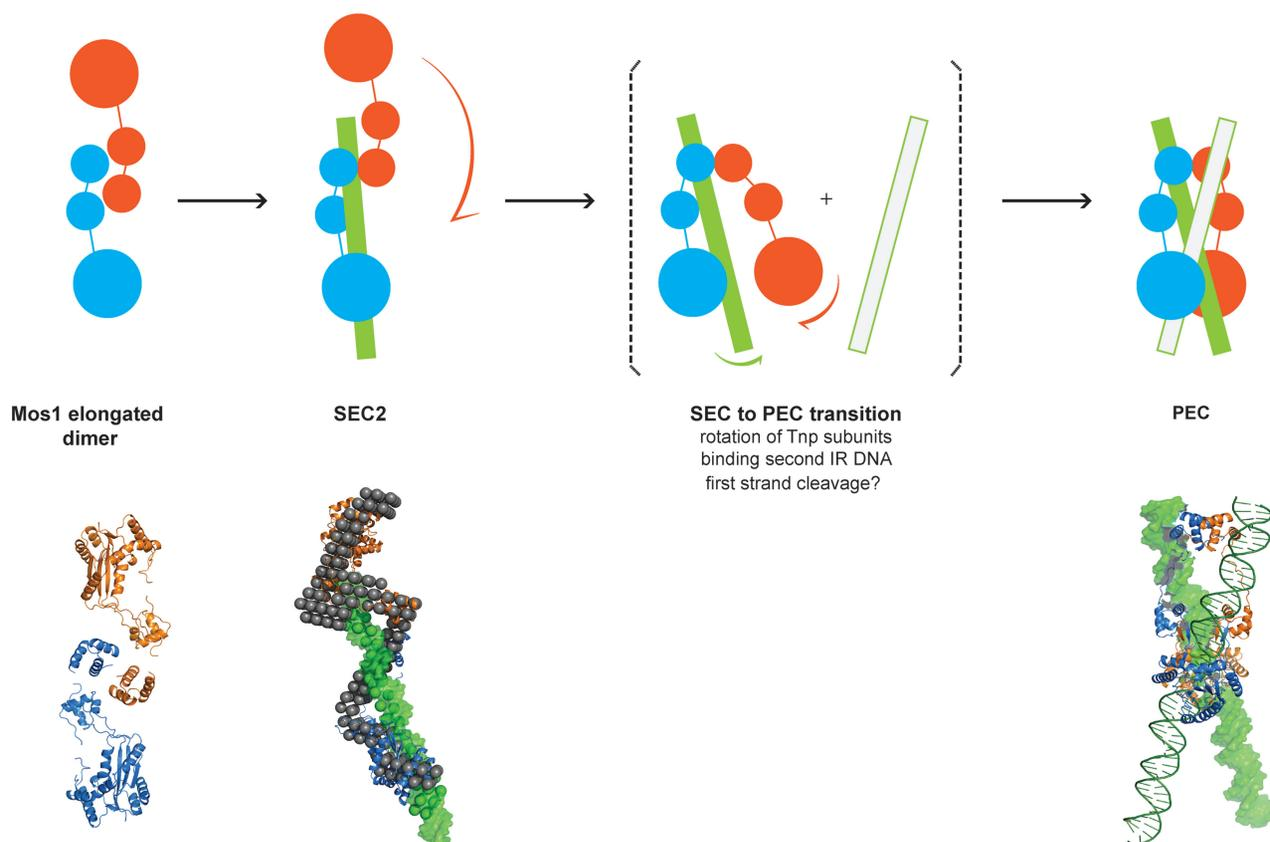 +
Mos1 elongated
dimer
SEC2
SEC to PEC transition
rotation of Tnp subunits
binding second IR DNA
first strand cleavage?
PEC